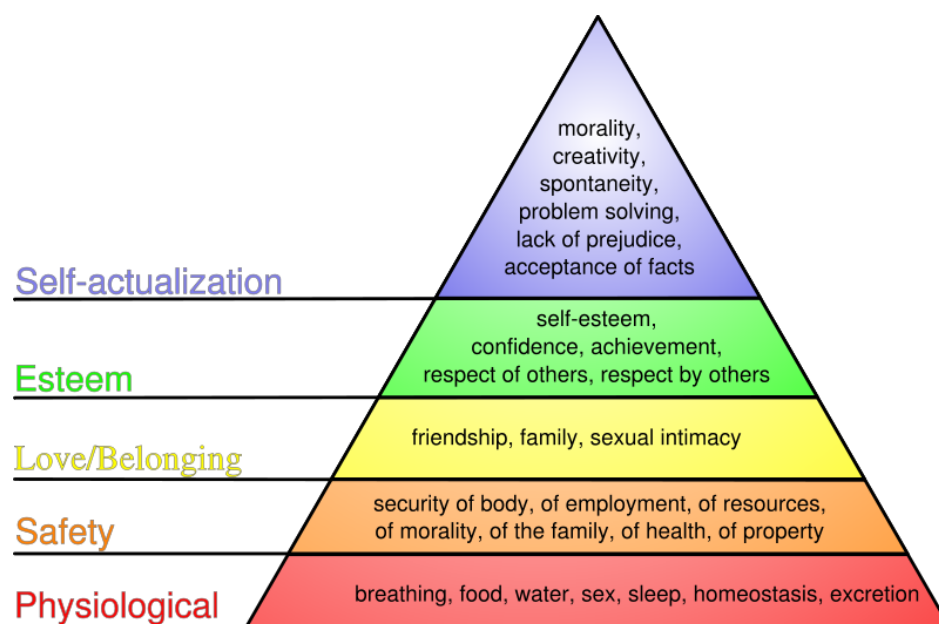 morality,
creativity,
spontaneity,
problem solving,
lack of prejudice,
acceptance of facts
Self-actualization
self-esteem,
confidence, achievement,
respect of others, respect by others
Esteem
friendship, family, sexual intimacy
Love/Belonging
security of body, of employment, of resources,
of morality, of the family, of health, of property
Safety
breathing, food, water, sex, sleep, homeostasis, excretion
Physiological